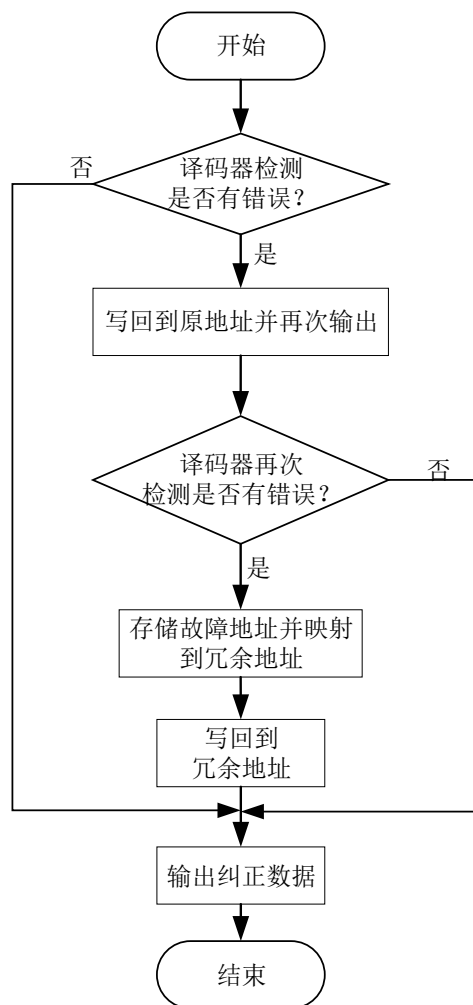 开始
否
译码器检测
是否有错误？
是
写回到原地址并再次输出
译码器再次
检测是否有错误？
否
是
存储故障地址并映射
到冗余地址
写回到
冗余地址
输出纠正数据
结束